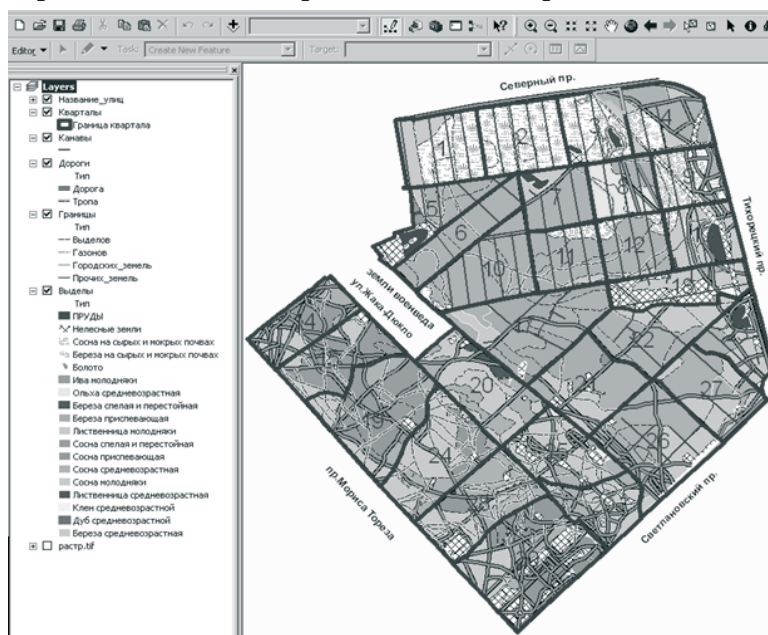 Editor
Task:
Create New Feature
Target:
Layers
Название_улиц
Кварталы
Граница квартала
Канавы
Дороги
Тип
Дорога
Тропа
Границы
Тип
Выделов
Газонов
Городских_земель
Прочих_земель
Выделы
Тип
ПРУДЫ
Нелесные земли
Сосна на сырых и мокрых почвах
Береза на сырых и мокрых почвах
Болото
Ива молодняки
Ольха средневозрастная
Береза спелая и перестойная
Береза приспевающая
Лиственница молодняки
Сосна спелая и перестойная
Сосна приспевающая
Сосна средневозрастная
Сосна молодняки
Лиственница средневозрастная
Клен средневозрастной
Дуб средневозрастной
Береза средневозрастная
растр.tif
Северный пр.
1
2
3
4
5
6
7
8
Тихорецкий пр.
10
11
12
земли военведа
ул.Жака-Дюкло
18
19
20
22
24
26
27
пр.Мориса Тореза
Светлановский пр.